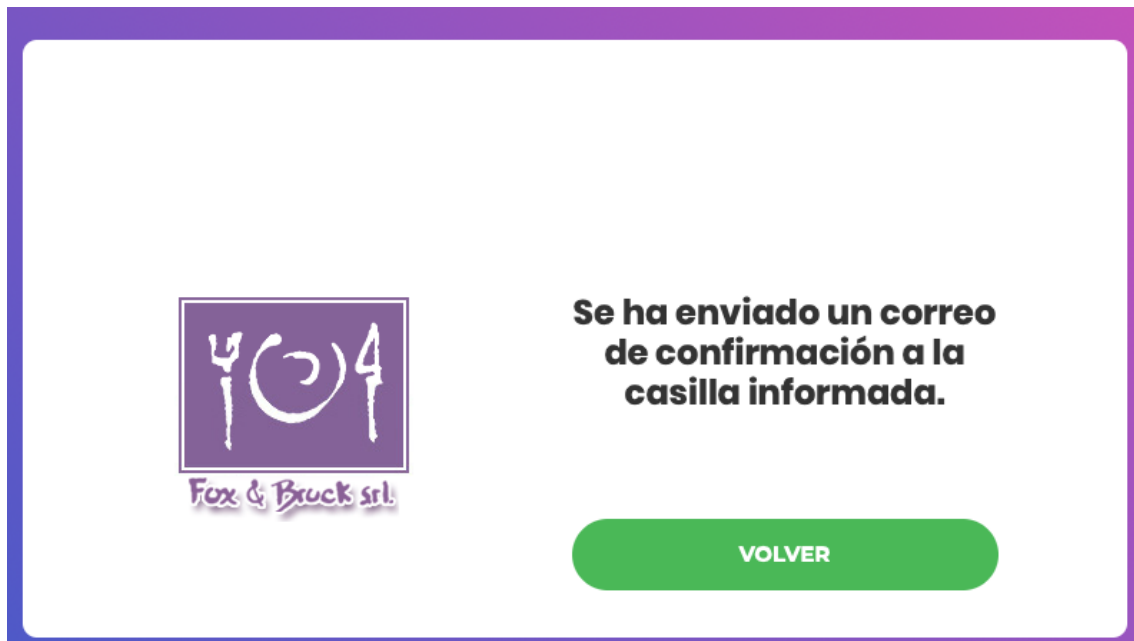 Se ha enviado un correo
de confirmación a la
casilla informada.
Fox & Bruck srl.
VOLVER